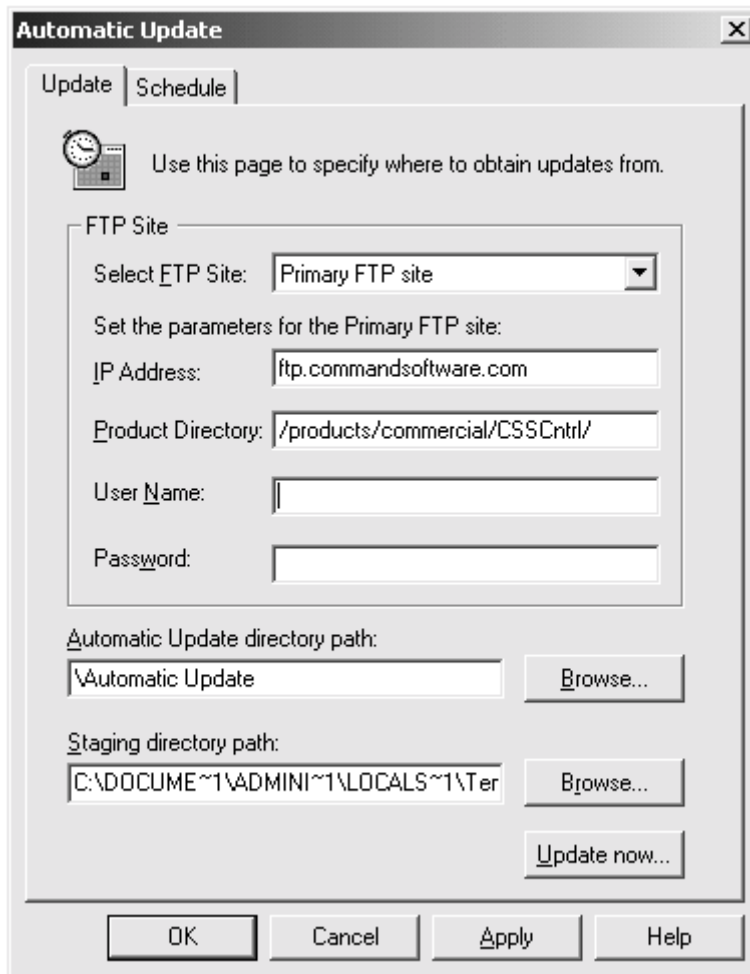 Automatic Update
Update Schedule
Use this page to specify where to obtain updates from.
FTP Site
Select FTP Site: Primary FTP site
Set the parameters for the Primary FTP site:
IP Address: ftp.commandsoftware.com
Product Directory: /products/commercial/CSSCntrl/
User Name:
Password:
Automatic Update directory path:
\Automatic Update Browse...
Staging directory path:
C:\DOCUME~1\ADMINI~1\LOCALS~1\Ter Browse...
Update now...
OK Cancel Apply Help